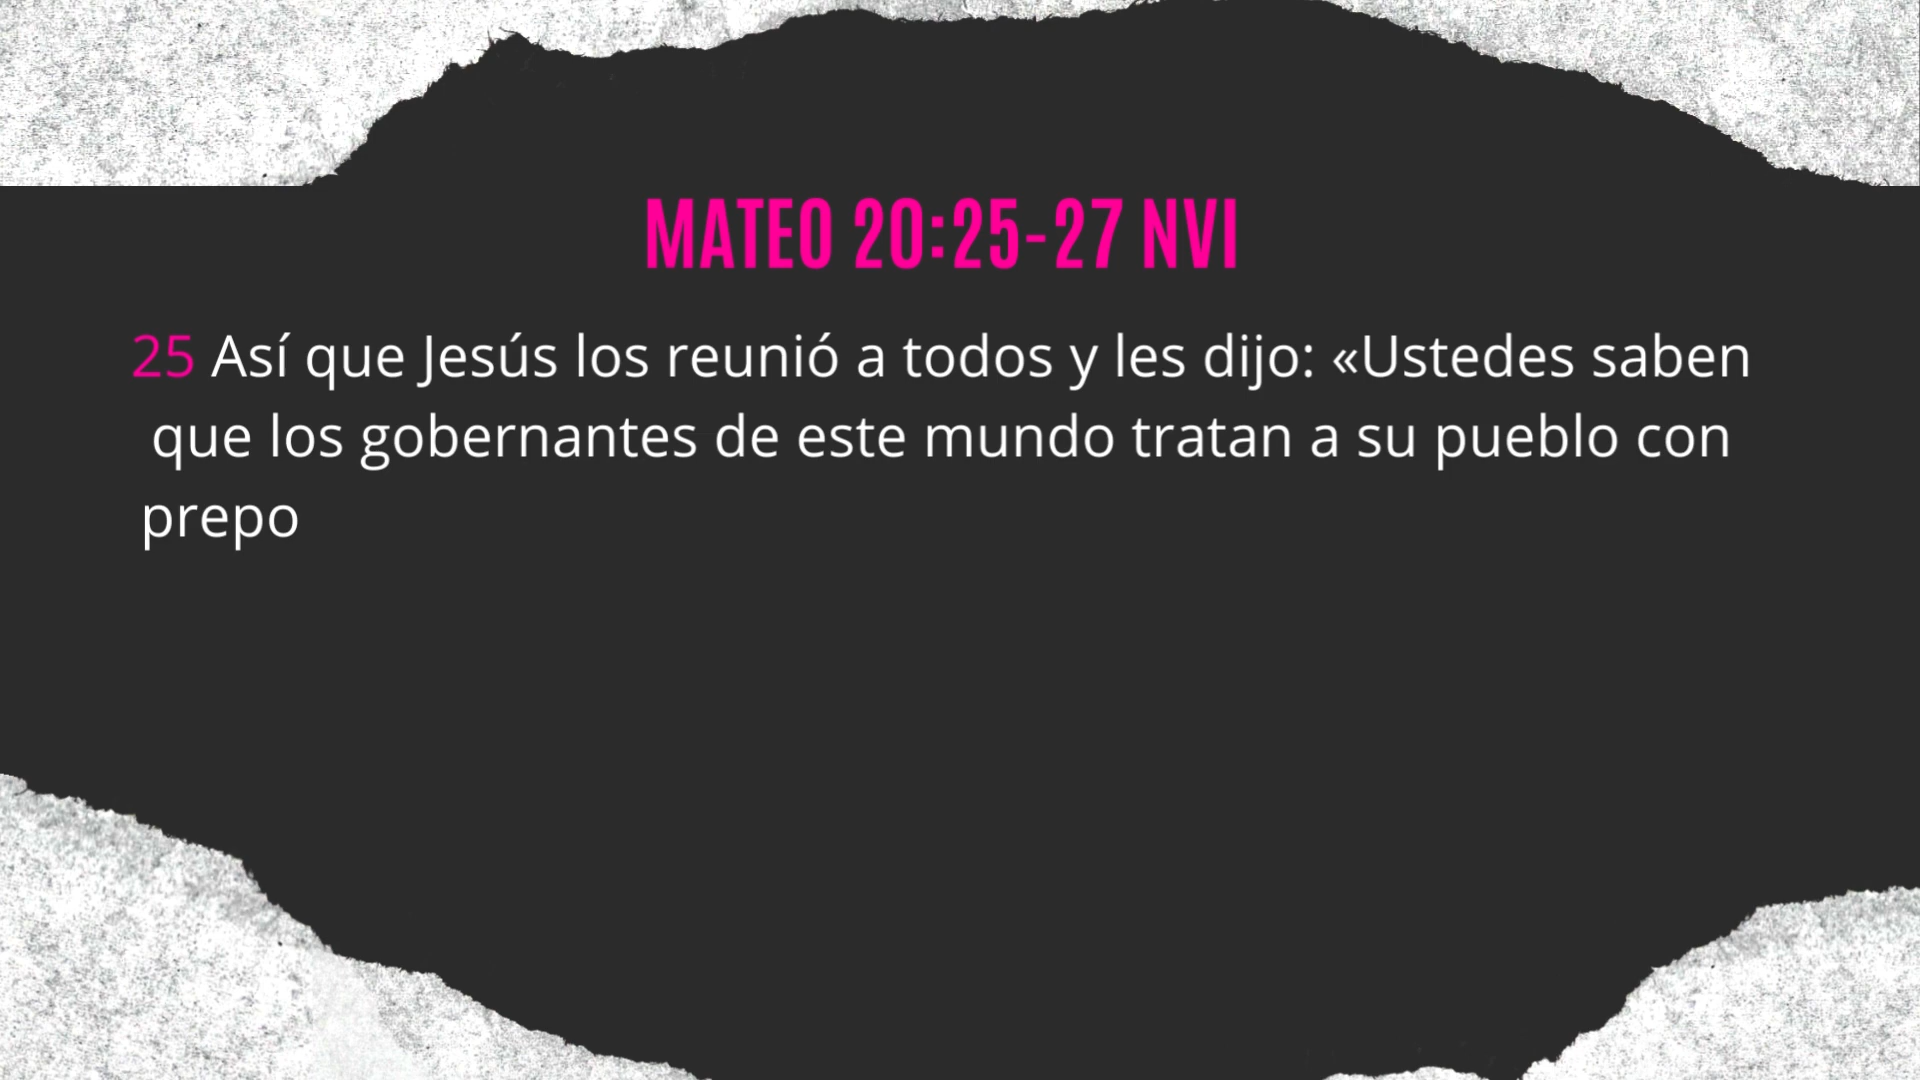 MATEO 20:25-27 NVI
25 Así que Jesús los reunió a todos y les dijo: «Ustedes saben
que los gobernantes de este mundo tratan a su pueblo con
prepo